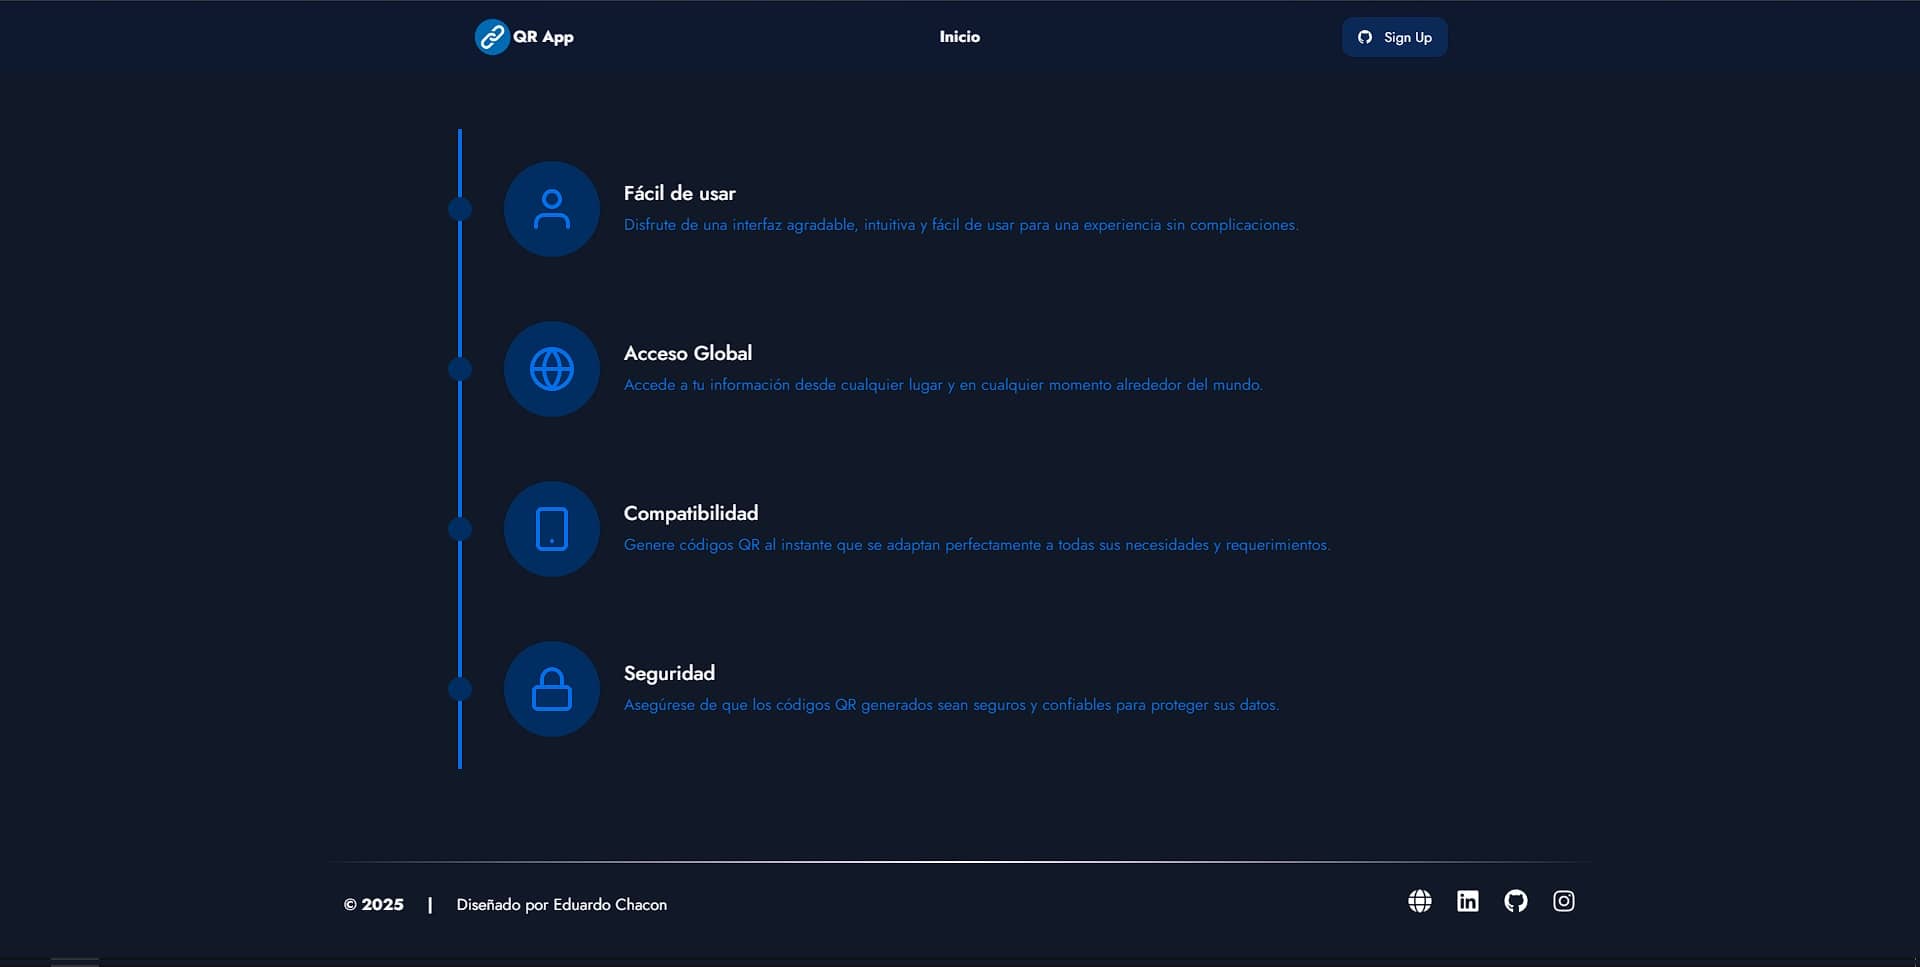 QR App
Inicio
Sign Up
Fácil de usar
Disfrute de una interfaz agradable, intuitiva y fácil de usar para una experiencia sin complicaciones.
Acceso Global
Accede a tu información desde cualquier lugar y en cualquier momento alrededor del mundo.
Compatibilidad
Genere códigos QR al instante que se adaptan perfectamente a todas sus necesidades y requerimientos.
Seguridad
Asegúrese de que los códigos QR generados sean seguros y confiables para proteger sus datos.
© 2025 | Diseñado por Eduardo Chacon